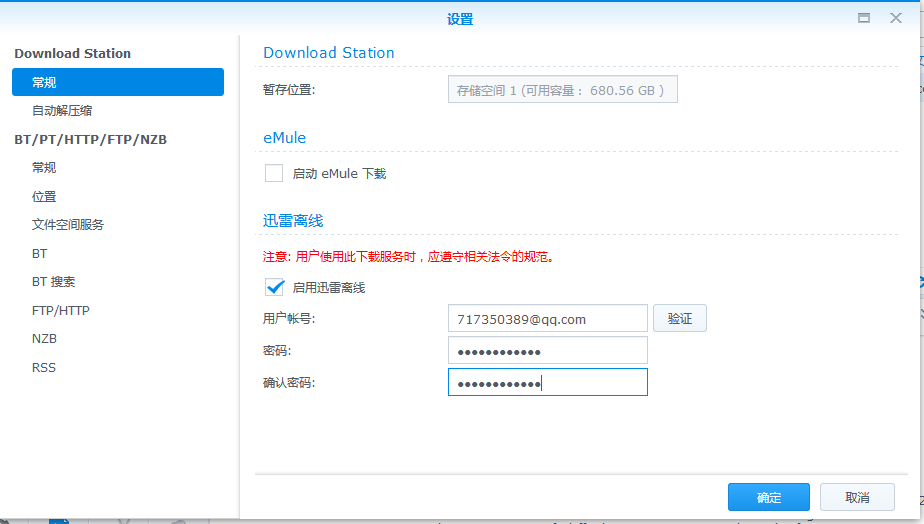 设置
Download Station
常规
自动解压缩
BT/PT/HTTP/FTP/NZB
常规
位置
文件空间服务
BT
BT 搜索
FTP/HTTP
NZB
RSS
Download Station
暂存位置: 存储空间 1 (可用容量： 680.56 GB )
eMule
启动 eMule 下载
迅雷离线
注意: 用户使用此下载服务时，应遵守相关法令的规范。
启用迅雷离线
用户帐号: 717350389@qq.com 验证
密码: ●●●●●●●●●●●●
确认密码: ●●●●●●●●●●●●
确定 取消